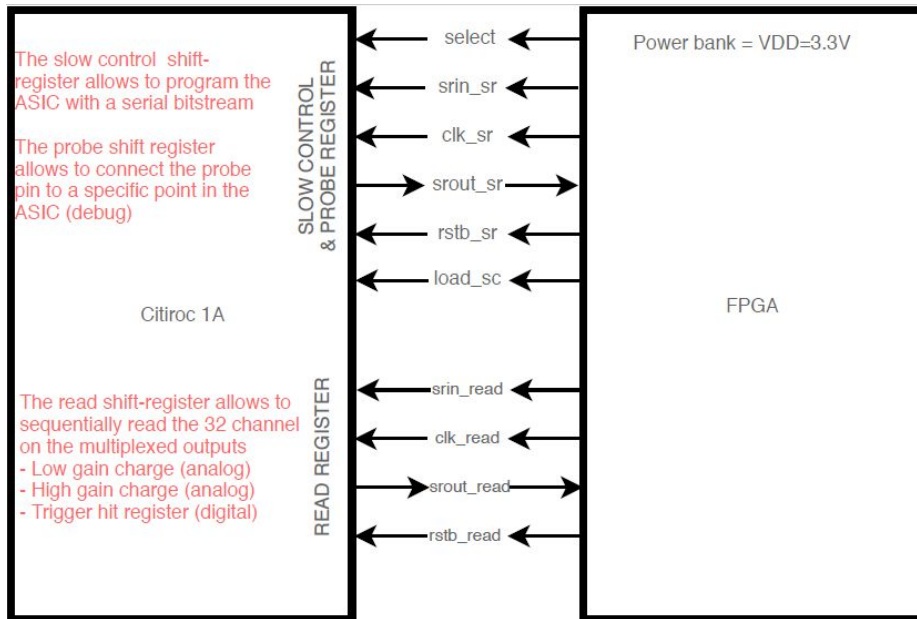 The slow control shift-
register allows to program the
ASIC with a serial bitstream
The probe shift register
allows to connect the probe
pin to a specific point in the
ASIC (debug)
SLOW CONTROL
& PROBE REGISTER
Citiroc 1A
The read shift-register allows to
sequentially read the 32 channel
on the multiplexed outputs
- Low gain charge (analog)
- High gain charge (analog)
- Trigger hit register (digital)
READ REGISTER
select
srin_sr
clk_sr
srout_sr
rstb_sr
load_sc
srin_read
clk_read
srout_read
rstb_read
Power bank = VDD=3.3V
FPGA